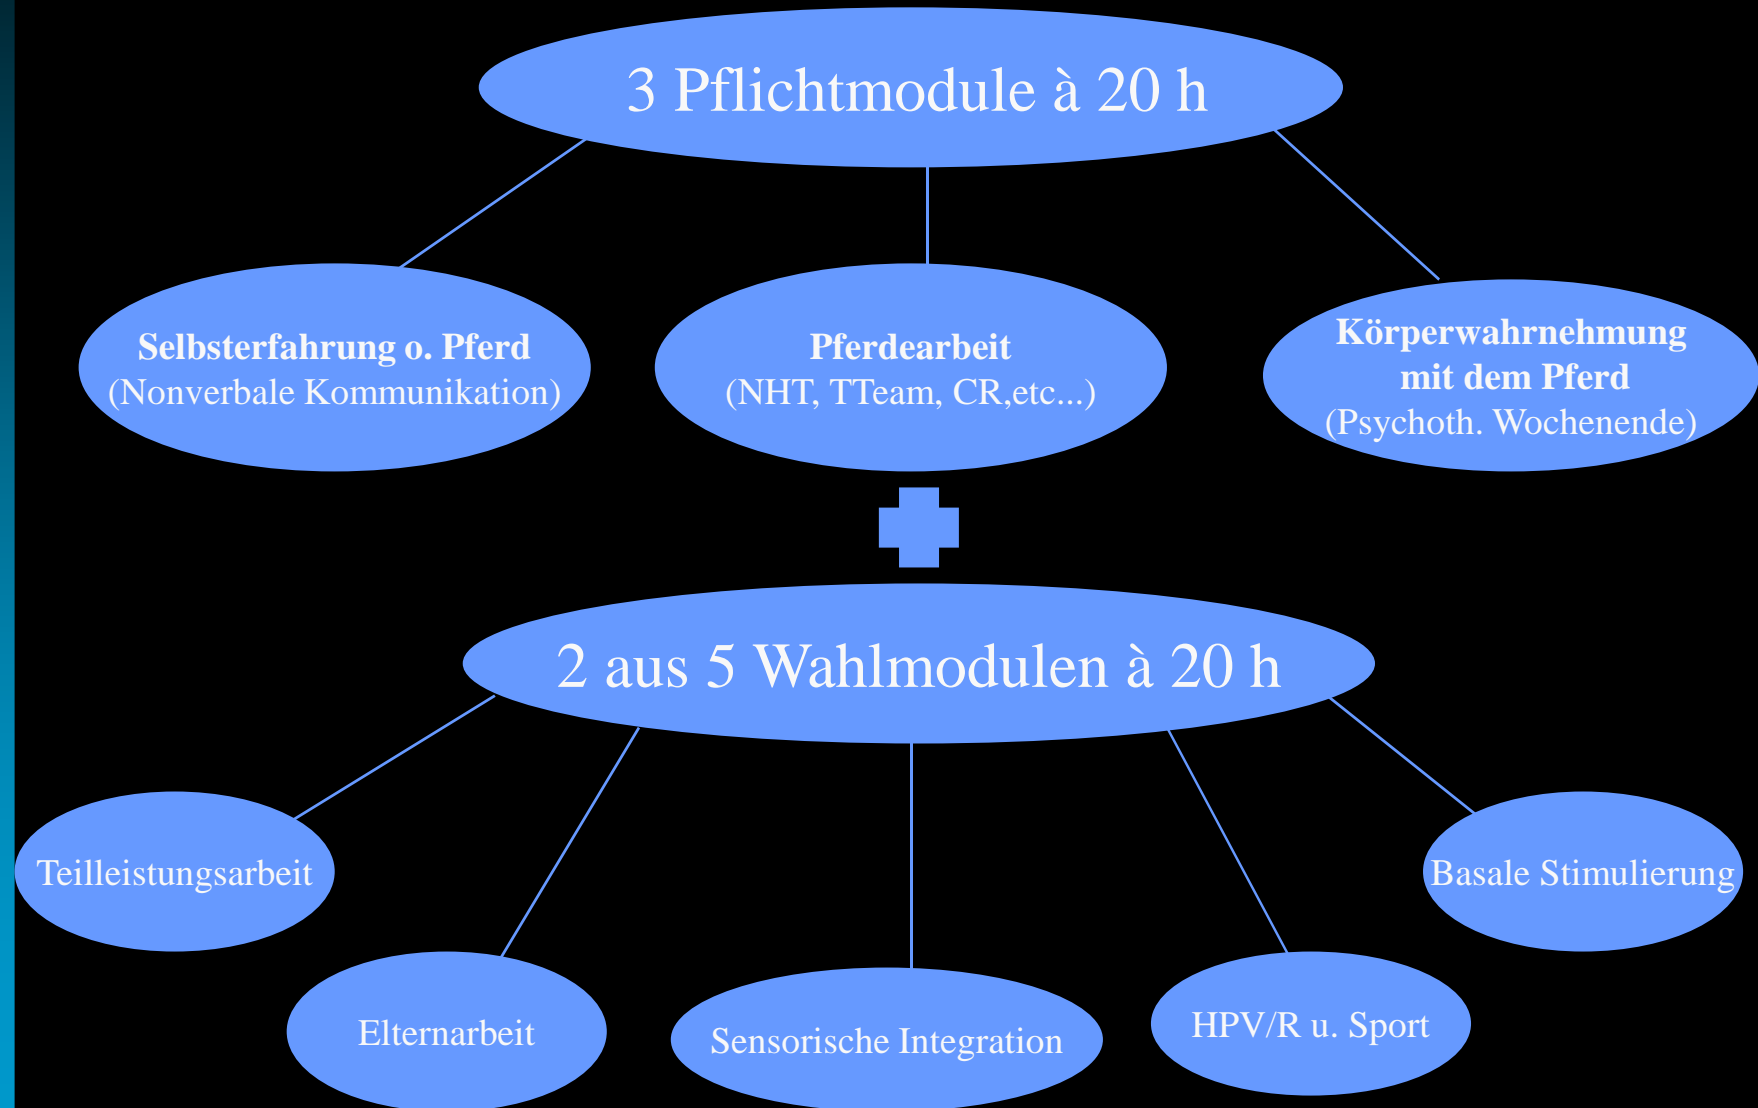 3 Pflichtmodule à 20 h
Selbsterfahrung o. Pferd
(Nonverbale Kommunikation)
Pferdearbeit
(NHT, TTeam, CR,etc...)
Körperwahrnehmung
mit dem Pferd
(Psychoth. Wochenende)
2 aus 5 Wahlmodulen à 20 h
Teilleistungsarbeit
Elternarbeit
Sensorische Integration
HPV/R u. Sport
Basale Stimulierung